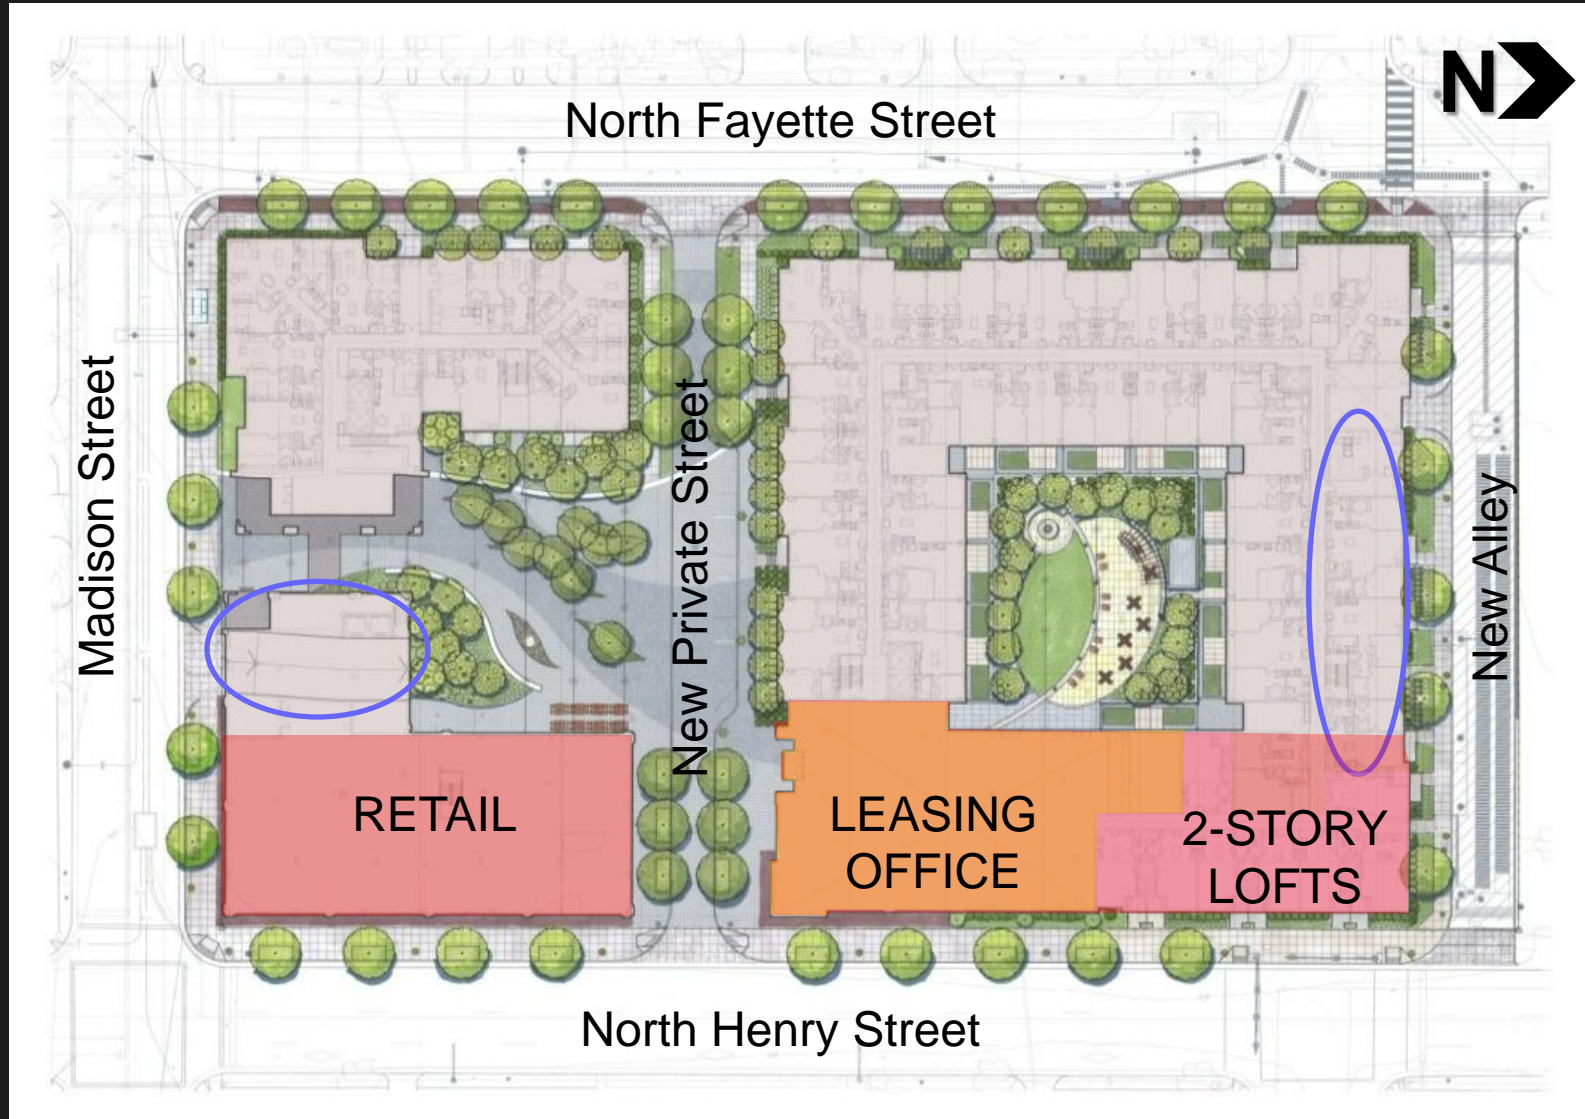 N
North Fayette Street
Madison Street
New Private Street
New Alley
RETAIL
LEASING
OFFICE
2-STORY
LOFTS
North Henry Street